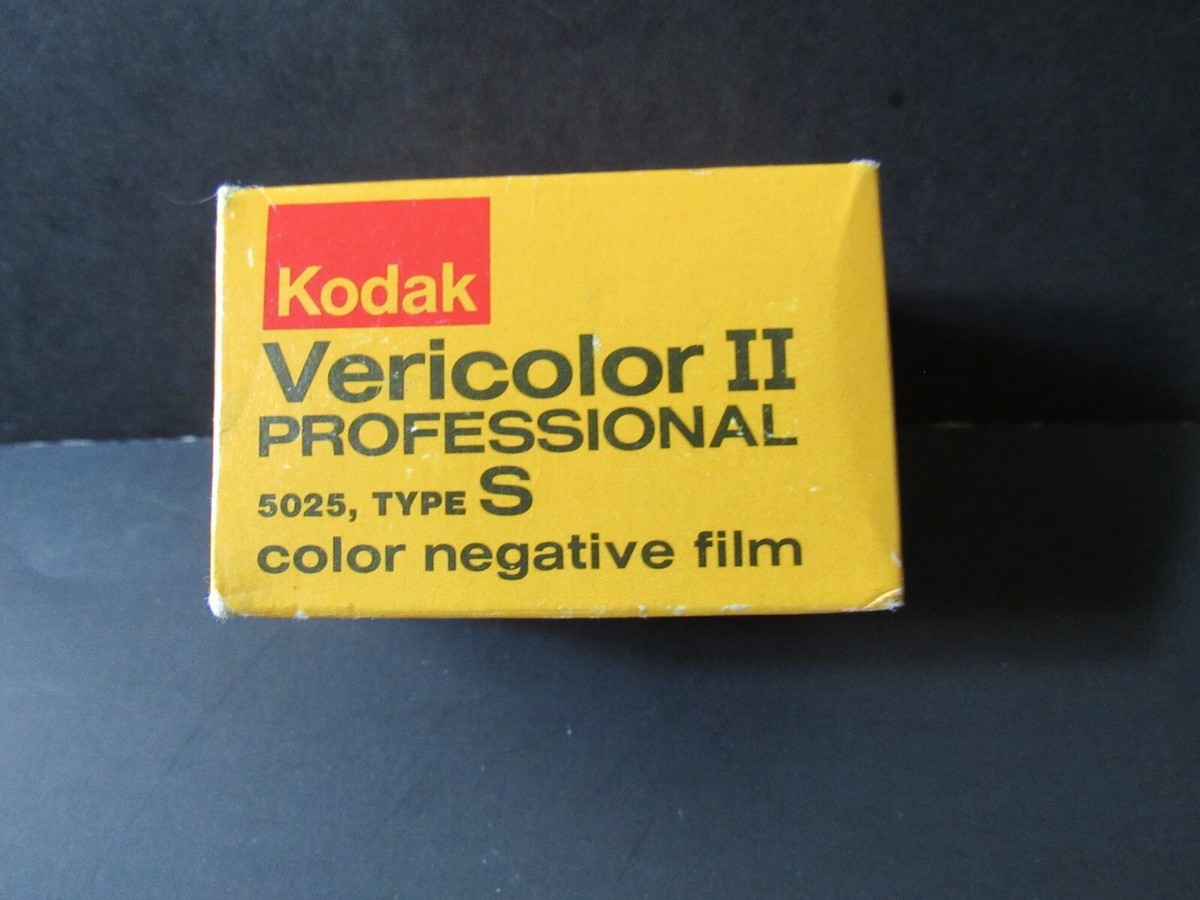 Kodak
Vericolor II
PROFESSIONAL
5025, TYPE S
color negative film